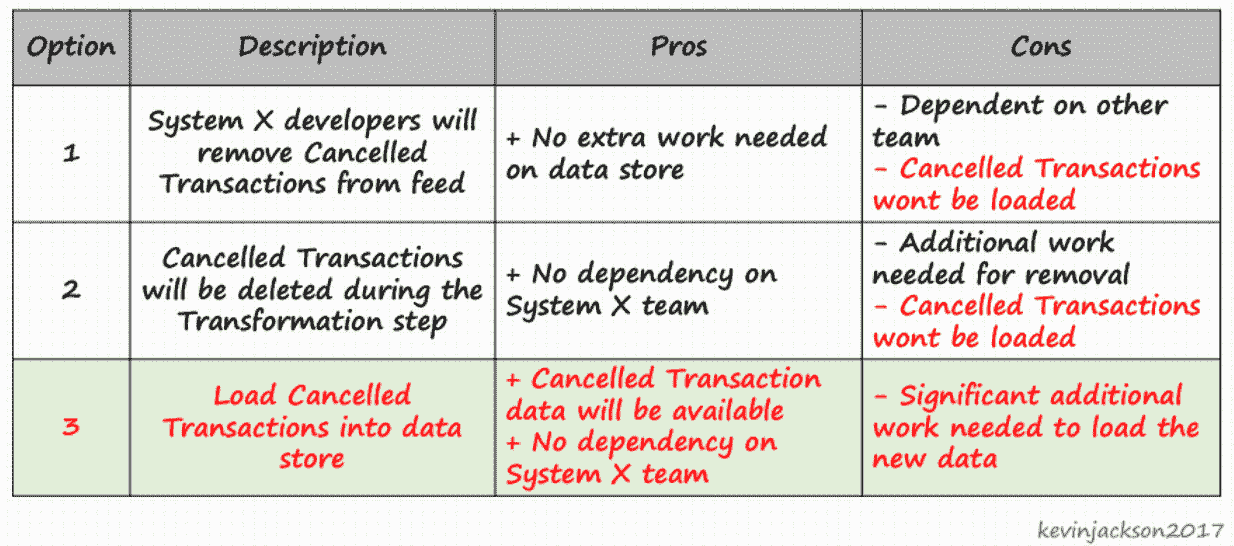 Option Description Pros Cons
1
System X developers will
remove Cancelled
Transactions from feed
+ No extra work needed
on data store
- Dependent on other
team
- Cancelled Transactions
wont be loaded
2
Cancelled Transactions
will be deleted during the
Transformation step
+ No dependency on
System X team
- Additional work
needed for removal
- Cancelled Transactions
wont be loaded
3
Load Cancelled
Transactions into data
store
+ Cancelled Transaction
data will be available
+ No dependency on
System X team
- Significant additional
work needed to load the
new data
kevinjackson2017